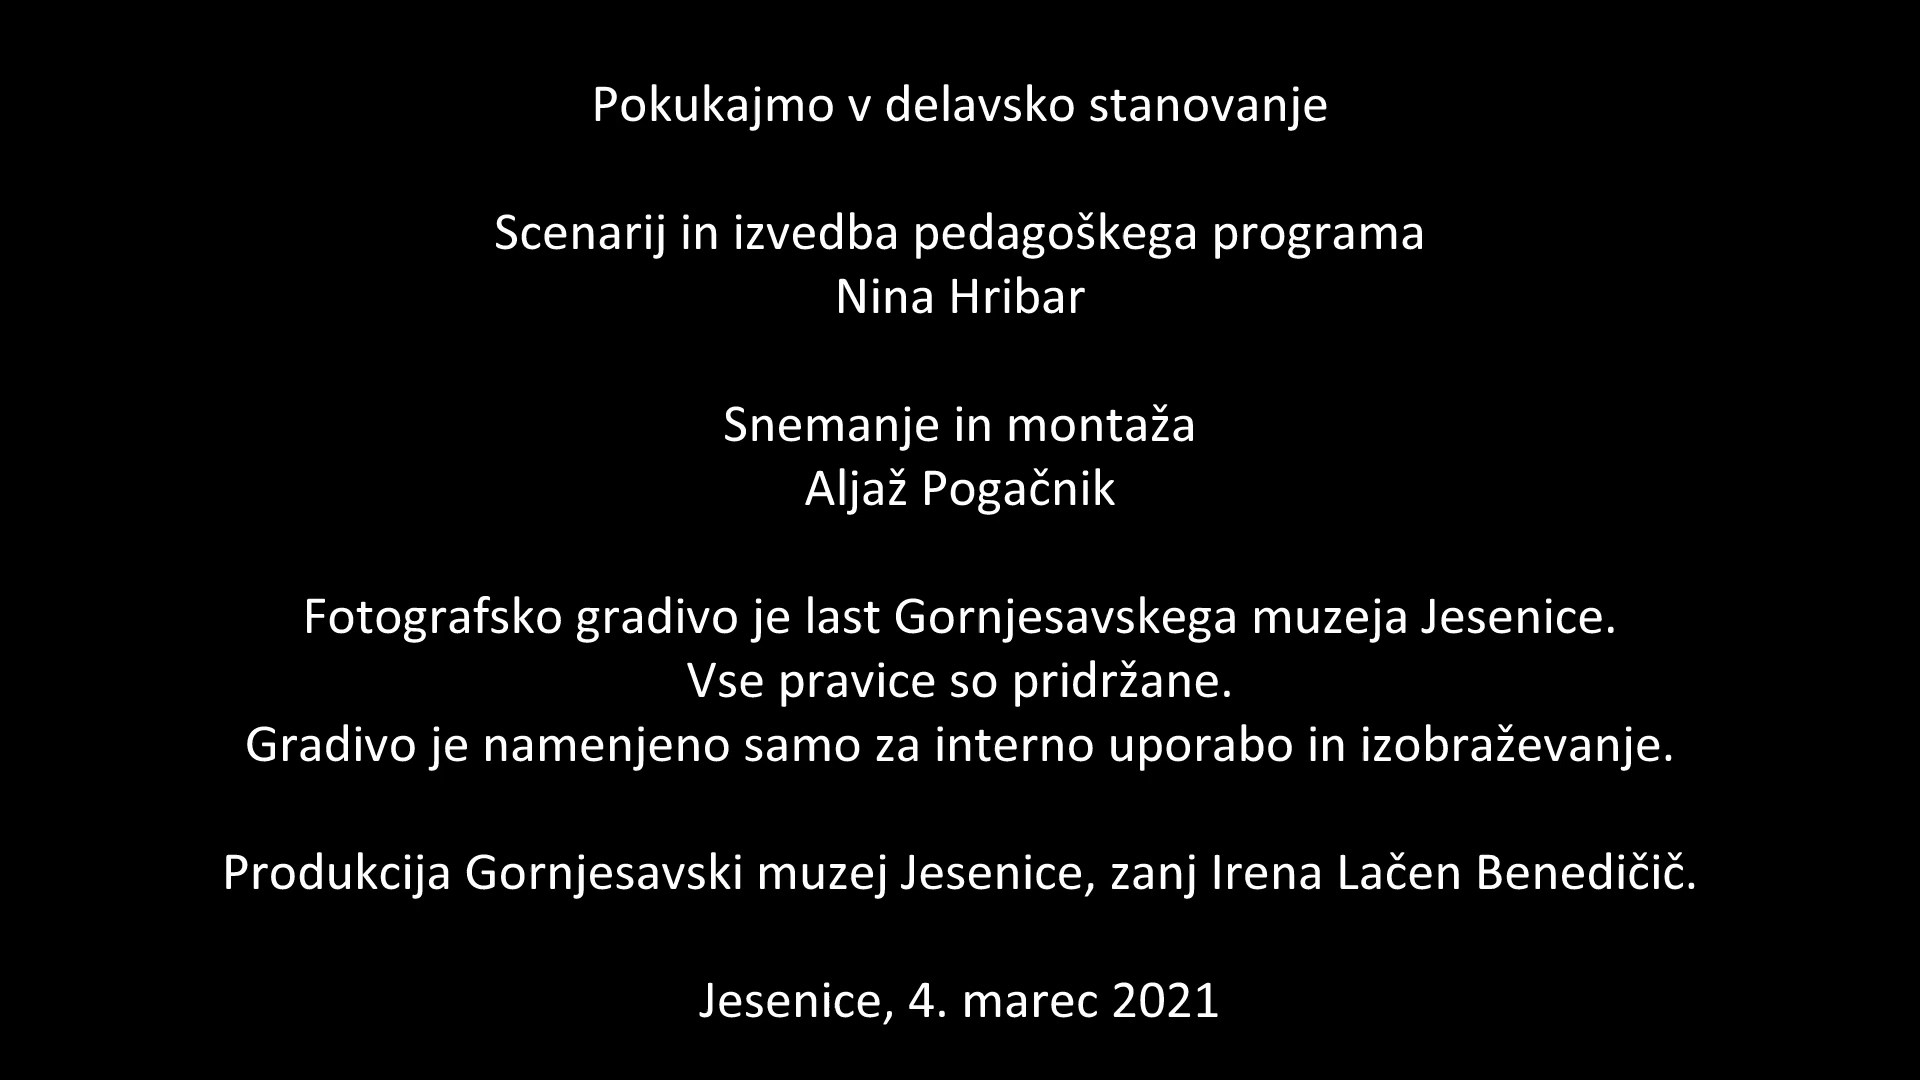 Pokukajmo v delavsko stanovanje
Scenarij in izvedba pedagoškega programa
Nina Hribar
Snemanje in montaža
Aljaž Pogačnik
Fotografsko gradivo je last Gornjesavskega muzeja Jesenice.
Vse pravice so pridržane.
Gradivo je namenjeno samo za interno uporabo in izobraževanje.
Produkcija Gornjesavski muzej Jesenice, zanj Irena Lačen Benedičič.
Jesenice, 4. marec 2021